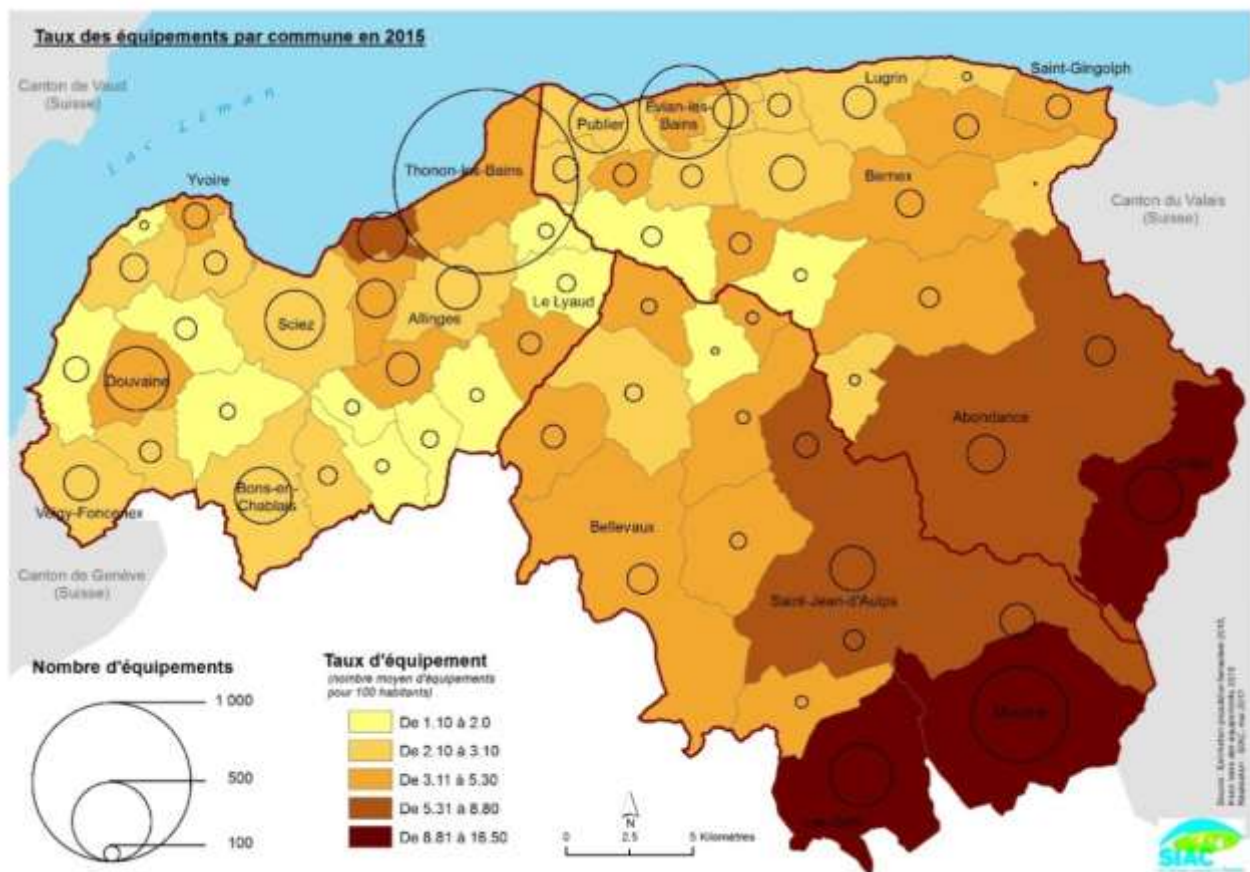 Taux des équipements par commune en 2015
Canton de Vaud
(Suisse)
Lac Léman
Saint-Gingolph
Lugrin
Evian-les-
Bains
Publier
Thonon-les-Bains
Yvoire
Bernex
Canton du Valais
(Suisse)
Le Lyaud
Allinges
Sciez
Douvaine
Abondance
Bons-en-
Chablais
Veigy-Foncenex
Bellevaux
Canton de Genève
(Suisse)
Saint-Jean-d'Aulps
Nombre d'équipements
1 000
500
100
Taux d'équipement
(nombre moyen d'équipements
pour 100 habitants)
De 1.10 à 2.0
De 2.10 à 3.10
De 3.11 à 5.30
De 5.31 à 8.80
De 8.81 à 16.50
N
0 2.5 5 Kilomètres
SIAC